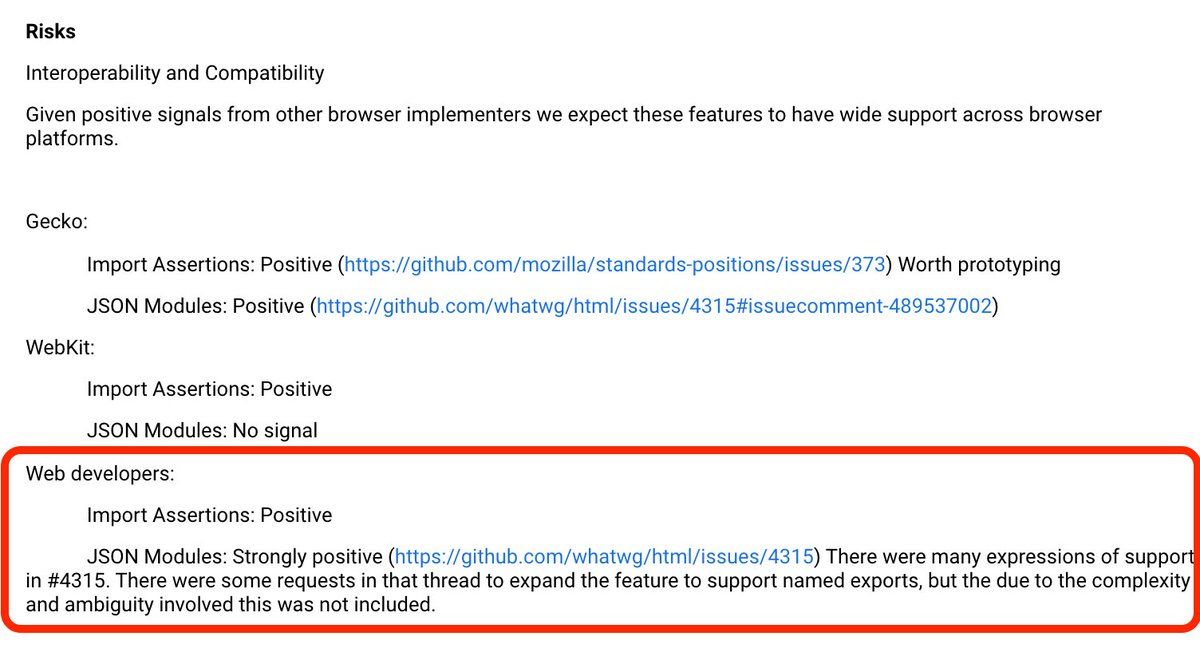 Risks
Interoperability and Compatibility
Given positive signals from other browser implementers we expect these features to have wide support across browser
platforms.
Gecko:
Import Assertions: Positive (https://github.com/mozilla/standards-positions/issues/373) Worth prototyping
JSON Modules: Positive (https://github.com/whatwg/html/issues/4315#issuecomment-489537002)
WebKit:
Import Assertions: Positive
JSON Modules: No signal
Web developers:
Import Assertions: Positive
JSON Modules: Strongly positive (https://github.com/whatwg/html/issues/4315) There were many expressions of support
in #4315. There were some requests in that thread to expand the feature to support named exports, but the due to the complexity
and ambiguity involved this was not included.